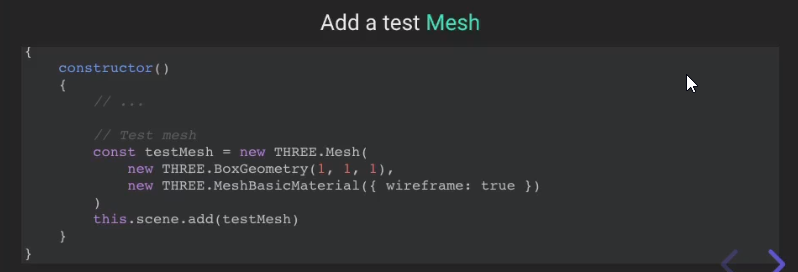 Add a test Mesh
{
constructor()
{
// ...
// Test mesh
const testMesh = new THREE.Mesh(
new THREE.BoxGeometry(1, 1, 1),
new THREE.MeshBasicMaterial({ wireframe: true })
)
this.scene.add(testMesh)
}
}